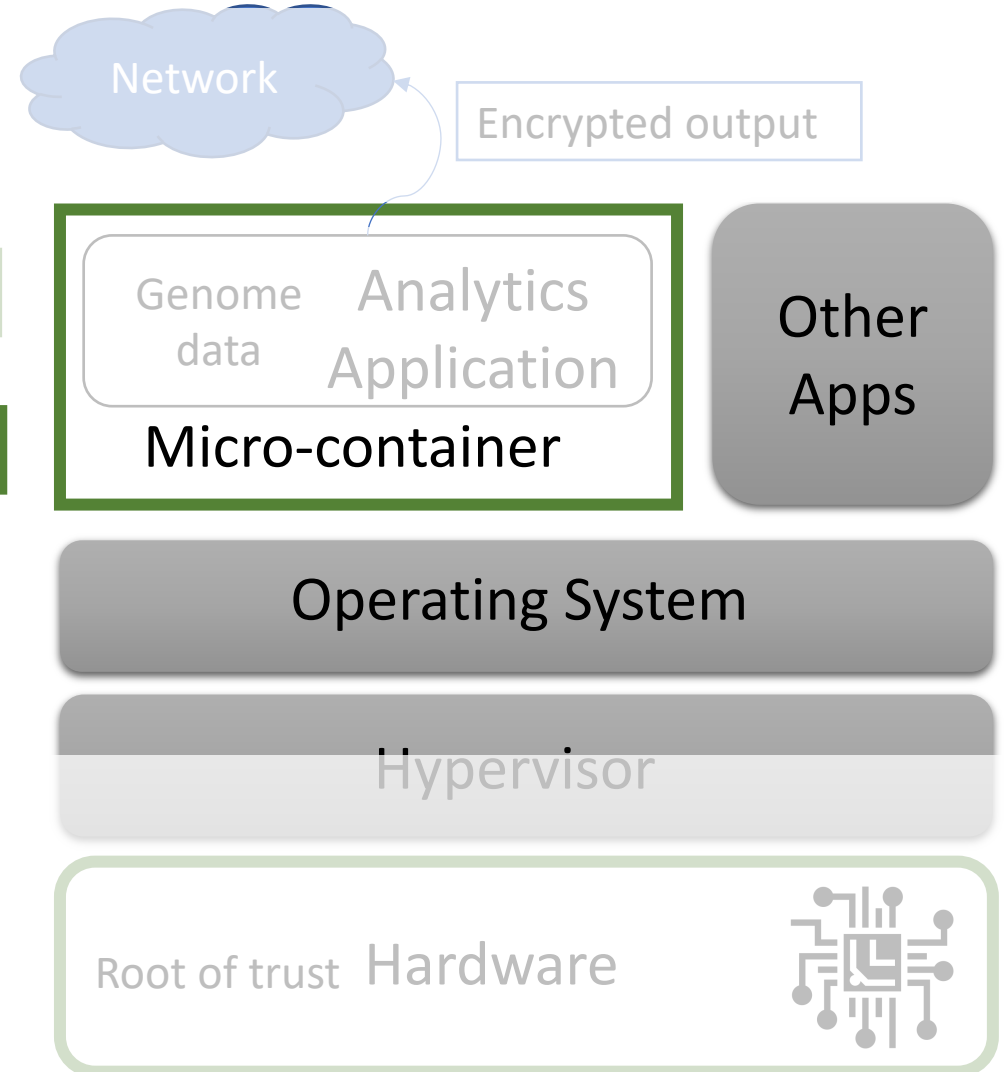 Network
Encrypted output
Genome
data
Analytics
Application
Micro-container
Other
Apps
Operating System
Hypervisor
Root of trust
Hardware